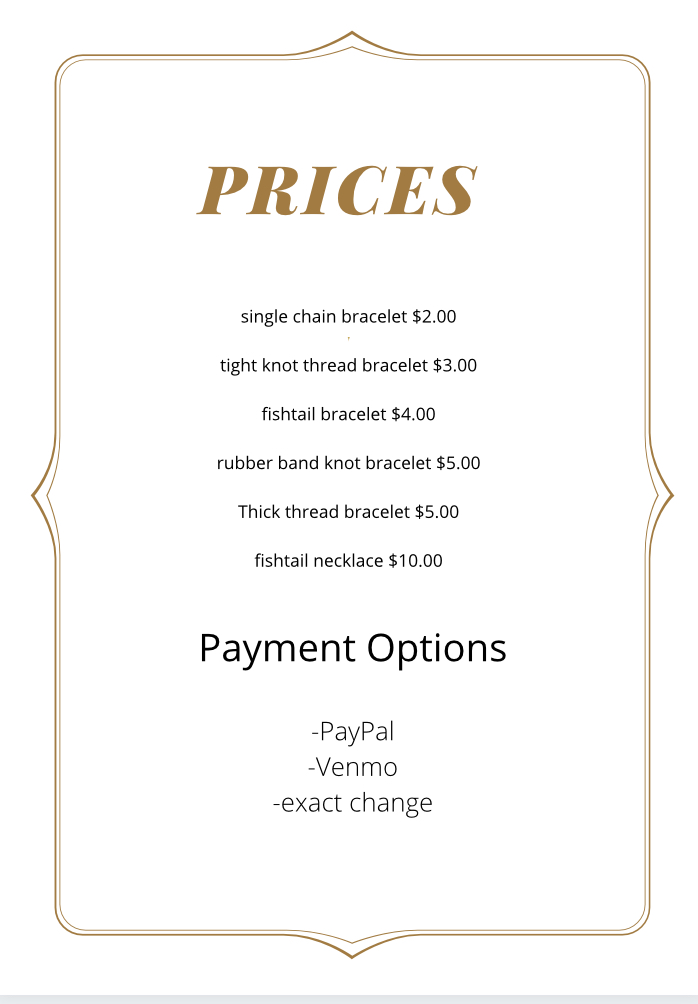 PRICES
single chain bracelet $2.00
tight knot thread bracelet $3.00
fishtail bracelet $4.00
rubber band knot bracelet $5.00
Thick thread bracelet $5.00
fishtail necklace $10.00
Payment Options
-PayPal
-Venmo
-exact change